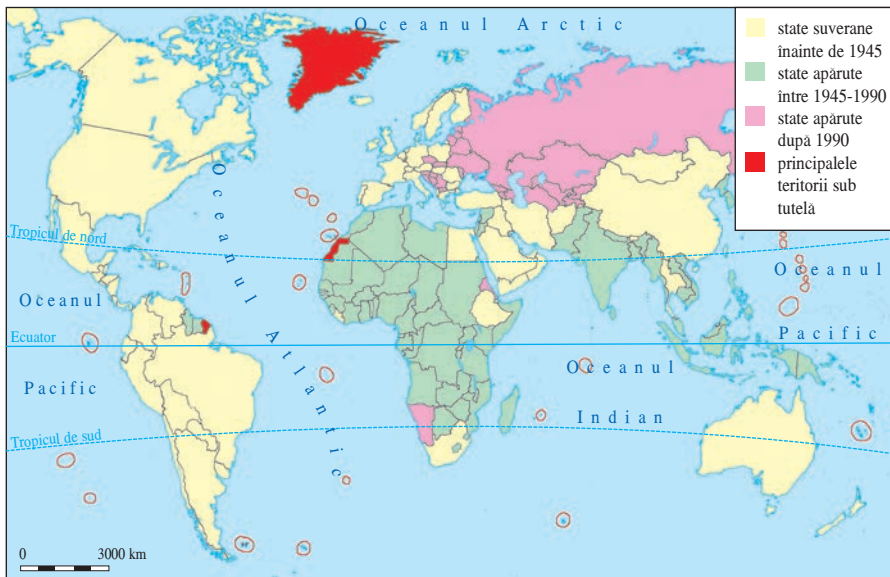 Oceanul Arctic
state suverane
înainte de 1945
state apărute
între 1945-1990
state apărute
după 1990
principalele
teritorii sub
tutelă
Oceanul Atlantic
Tropicul de nord
Oceanul
Oceanul
Ecuator
Pacific
Oceanul
Pacific
Indian
Tropicul de sud
0 3000 km